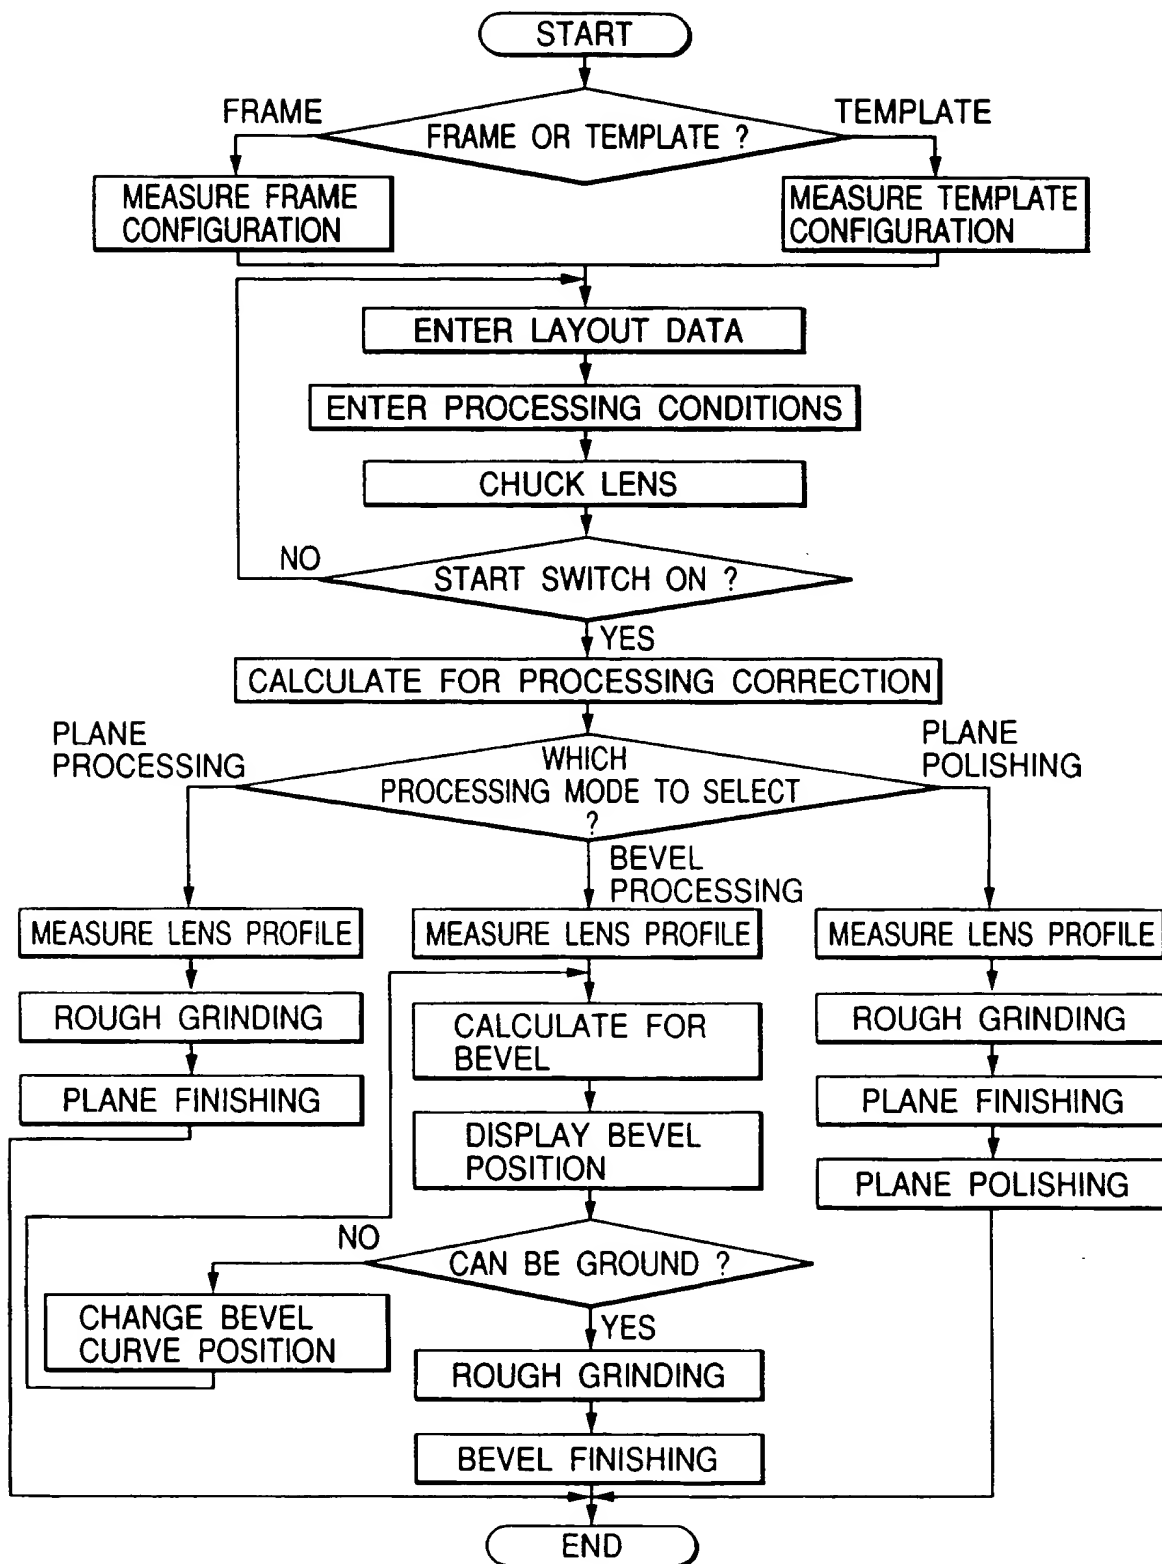 START
FRAME
FRAME OR TEMPLATE ?
TEMPLATE
MEASURE FRAME
CONFIGURATION
MEASURE TEMPLATE
CONFIGURATION
ENTER LAYOUT DATA
ENTER PROCESSING CONDITIONS
CHUCK LENS
NO
START SWITCH ON ?
YES
CALCULATE FOR PROCESSING CORRECTION
PLANE
PROCESSING
WHICH
PROCESSING MODE TO SELECT
?
PLANE
POLISHING
BEVEL
PROCESSING
MEASURE LENS PROFILE
MEASURE LENS PROFILE
MEASURE LENS PROFILE
ROUGH GRINDING
CALCULATE FOR
BEVEL
ROUGH GRINDING
PLANE FINISHING
PLANE FINISHING
DISPLAY BEVEL
POSITION
PLANE POLISHING
NO
CAN BE GROUND ?
CHANGE BEVEL
CURVE POSITION
YES
ROUGH GRINDING
BEVEL FINISHING
END